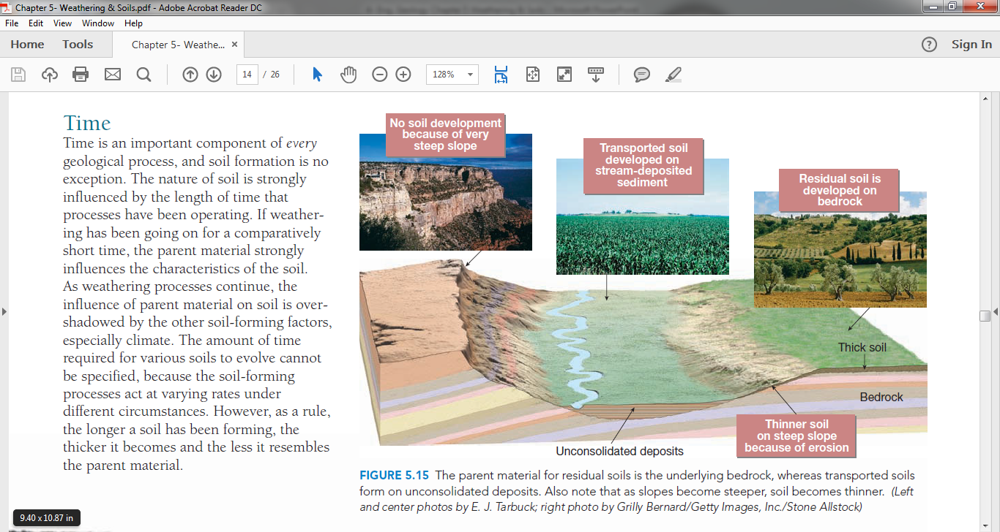 Chapter 5- Weathering & Soils.pdf - Adobe Acrobat Reader DC
File Edit View Window Help
Home Tools Chapter 5- Weathe... × ? Sign In
14 / 26 128%
Time
Time is an important component of every
geological process, and soil formation is no
exception. The nature of soil is strongly
influenced by the length of time that
processes have been operating. If weather-
ing has been going on for a comparatively
short time, the parent material strongly
influences the characteristics of the soil.
As weathering processes continue, the
influence of parent material on soil is over-
shadowed by the other soil-forming factors,
especially climate. The amount of time
required for various soils to evolve cannot
be specified, because the soil-forming
processes act at varying rates under
different circumstances. However, as a rule,
the longer a soil has been forming, the
thicker it becomes and the less it resembles
the parent material.
No soil development
because of very
steep slope
Transported soil
developed on
stream-deposited
sediment
Residual soil is
developed on
bedrock
Thick soil
Bedrock
Thinner soil
on steep slope
because of erosion
Unconsolidated deposits
FIGURE 5.15 The parent material for residual soils is the underlying bedrock, whereas transported soils
form on unconsolidated deposits. Also note that as slopes become steeper, soil becomes thinner. (Left
and center photos by E. J. Tarbuck; right photo by Grilly Bernard/Getty Images, Inc./Stone Allstock)
9.40 x 10.87 in